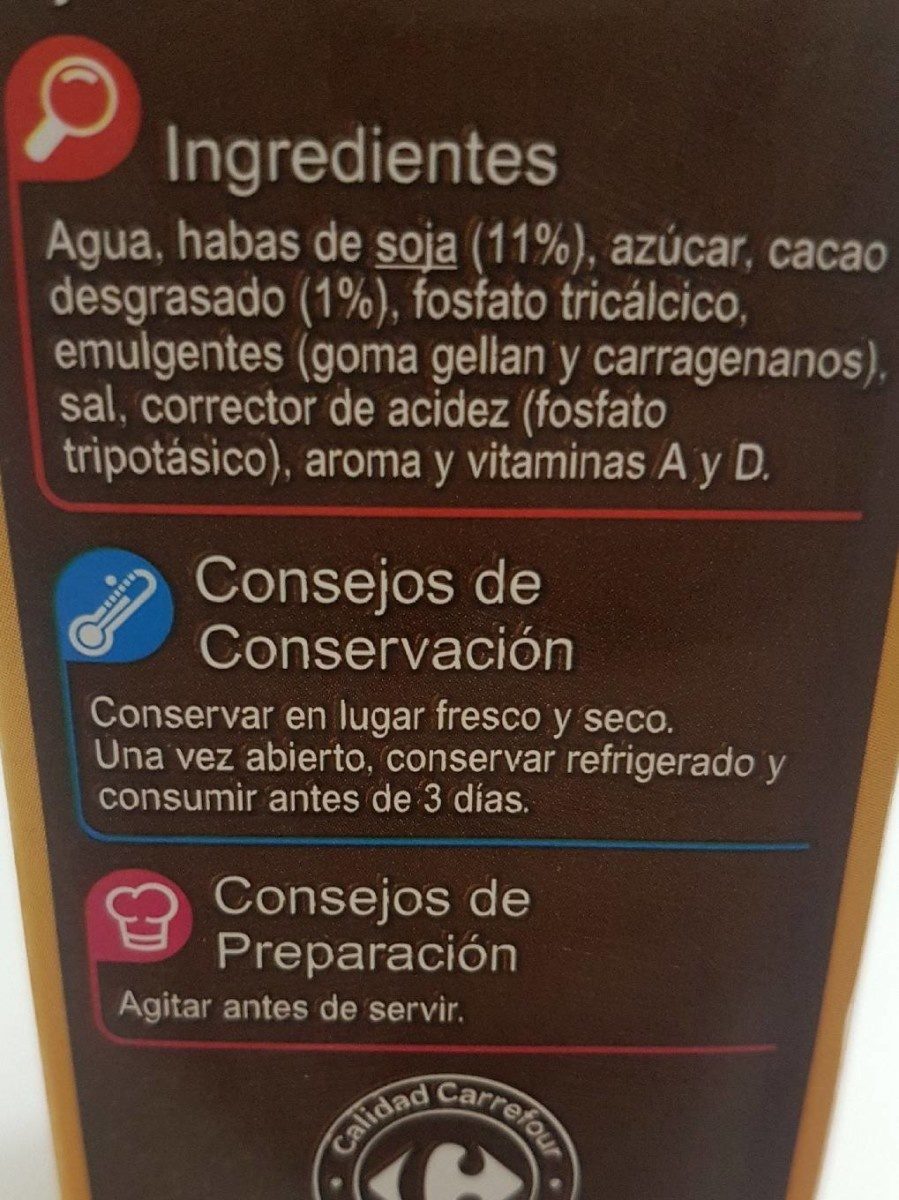 Ingredientes
Agua, habas de soja (11%), azúcar, cacao
desgrasado (1%), fosfato tricálcico,
emulgentes (goma gellan y carragenanos),
sal, corrector de acidez (fosfato
tripotásico), aroma y vitaminas A y D.
Consejos de
Conservación
Conservar en lugar fresco y seco.
Una vez abierto, conservar refrigerado y
consumir antes de 3 días.
Consejos de
Preparación
Agitar antes de servir.
Calidad Carrefour